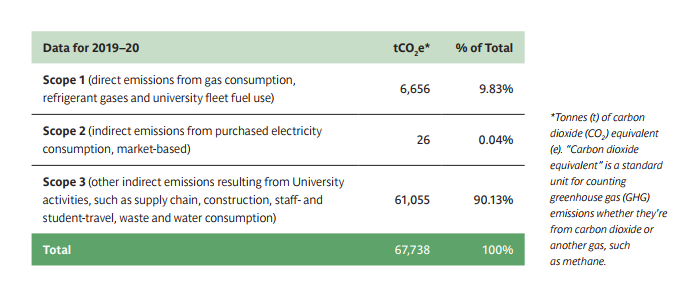 Data for 2019–20 tCO₂e* % of Total
Scope 1 (direct emissions from gas consumption,
refrigerant gases and university fleet fuel use)
6,656 9.83%
Scope 2 (indirect emissions from purchased electricity
consumption, market-based)
26 0.04%
Scope 3 (other indirect emissions resulting from University
activities, such as supply chain, construction, staff- and
student-travel, waste and water consumption)
61,055 90.13%
Total 67,738 100%
*Tonnes (t) of carbon
dioxide (CO₂) equivalent
(e). “Carbon dioxide
equivalent” is a standard
unit for counting
greenhouse gas (GHG)
emissions whether they’re
from carbon dioxide or
another gas, such
as methane.